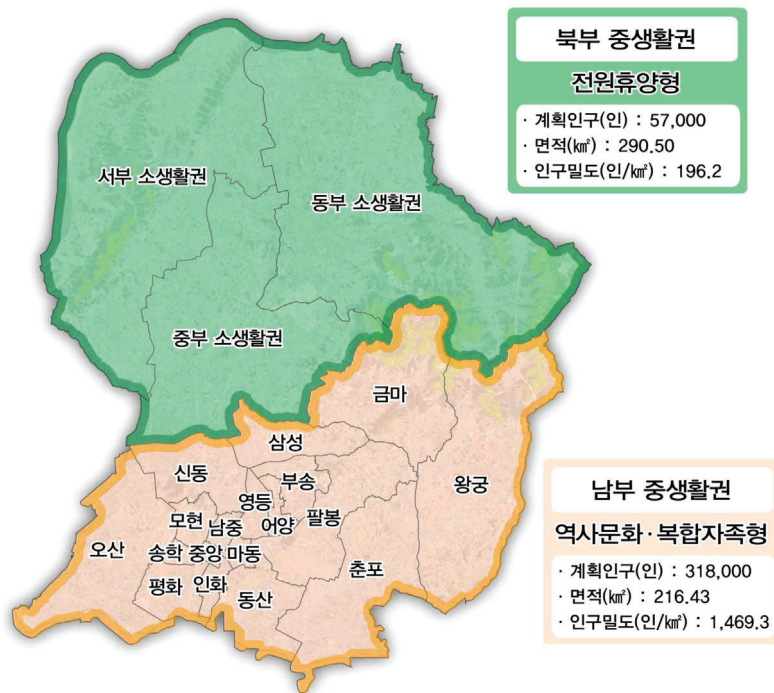 북부 중생활권
전원휴양형
· 계획인구(인) : 57,000
· 면적(㎢) : 290.50
· 인구밀도(인/㎢) : 196.2
서부 소생활권
동부 소생활권
중부 소생활권
금마
삼성
신동
부송
영등
왕궁
모현 남중 어양 팔봉
오산
송학 중앙 마동
춘포
평화 인화
동산
남부 중생활권
역사문화·복합자족형
· 계획인구(인) : 318,000
· 면적(㎢) : 216.43
· 인구밀도(인/㎢) : 1,469.3